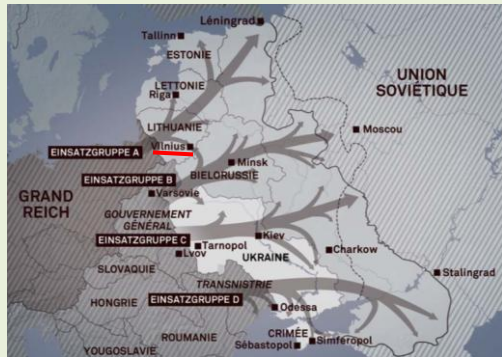 Léningrad
Tallinn
ESTONIE
LETTONIE
Riga
UNION
SOVIÉTIQUE
LITHUANIE
Moscou
Vilnius
EINSATZGRUPPE A
Minsk
BIELORUSSIE
EINSATZGRUPPE B
Varsovie
GRAND
REICH
GOUVERNEMENT
GÉNÉRAL
Kiev
EINSATZGRUPPE C
Tarnopol
Charkow
Lvov
UKRAINE
SLOVAQUIE
Stalingrad
TRANSNISTRIE
HONGRIE
EINSATZGRUPPE D
Odessa
ROUMANIE
CRIMÉE
Simféropol
Sébastopol
YOUGOSLAVIE